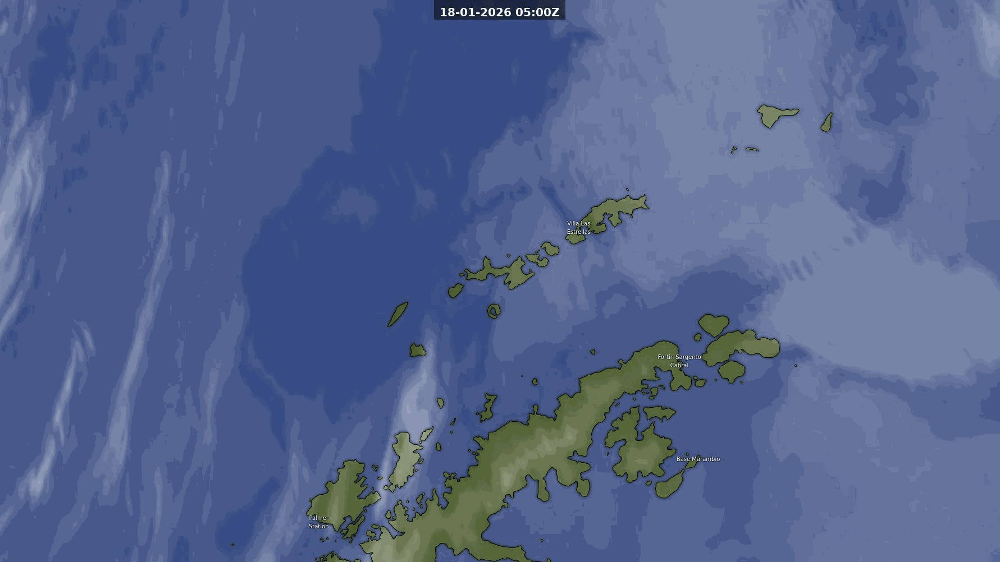 18-01-2026 05:00Z
Villa Las
Estrellas
Fortin Sargento
Cabral
Base Marambio
Palmer
Station